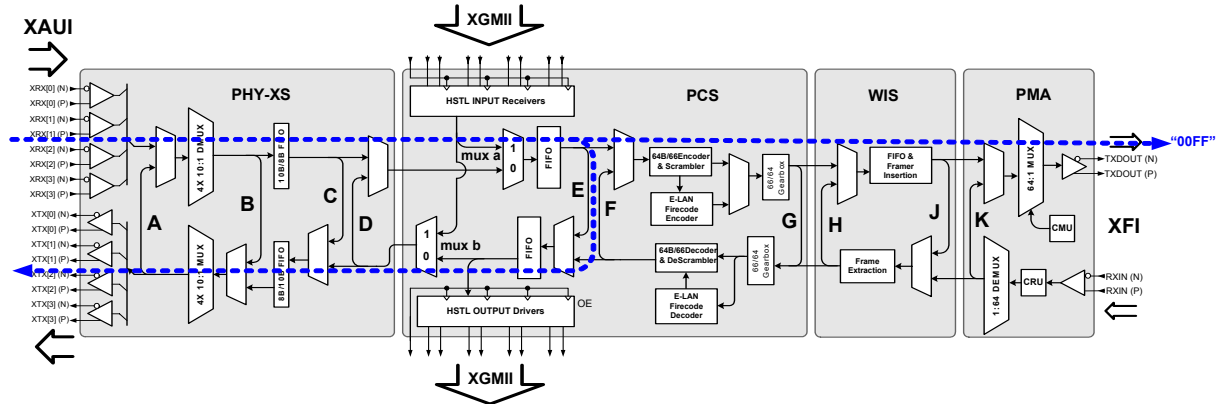 XAUI
XGMII
PHY-XS
PCS
WIS
PMA
HSTL INPUT Receivers
XRX[0] (N)
XRX[0] (P)
XRX[1] (N)
XRX[1] (P)
XRX[2] (N)
XRX[2] (P)
XRX[3] (N)
XRX[3] (P)
4X 10:1 DMUX
10B/8B FIFO
mux a
1
0
FIFO
64B/66Encoder
& Scrambler
E-LAN
Firecode
Encoder
66/64
Gearbox
FIFO &
Framer
Insertion
64:1 MUX
CMU
"00FF"
TXDOUT (N)
TXDOUT (P)
XFI
A
B
C
D
E
F
G
H
J
K
XTX[0] (N)
XTX[0] (P)
XTX[1] (N)
XTX[1] (P)
XTX[2] (N)
XTX[2] (P)
XTX[3] (N)
XTX[3] (P)
4X 10:1 MUX
8B/10B FIFO
1
0
mux b
FIFO
64B/66Decoder
& DeScrambler
E-LAN
Firecode
Decoder
66/64
Gearbox
Frame
Extraction
1:64 DEMUX
CRU
RXIN (N)
RXIN (P)
HSTL OUTPUT Drivers
OE
XGMII